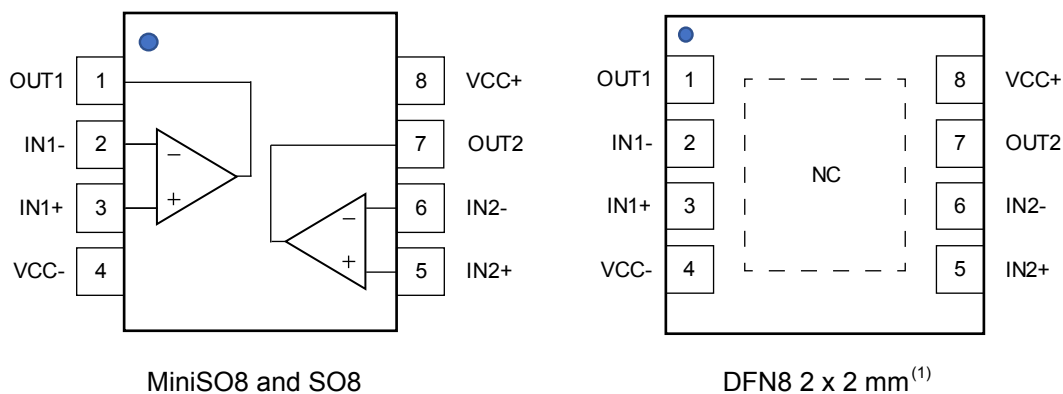 OUT1 1 8 VCC+
IN1- 2 − 7 OUT2
IN1+ 3 + − 6 IN2-
VCC- 4 + 5 IN2+
MiniSO8 and SO8
OUT1 1 8 VCC+
IN1- 2 7 OUT2
NC
IN1+ 3 6 IN2-
VCC- 4 5 IN2+
DFN8 2 x 2 mm(1)